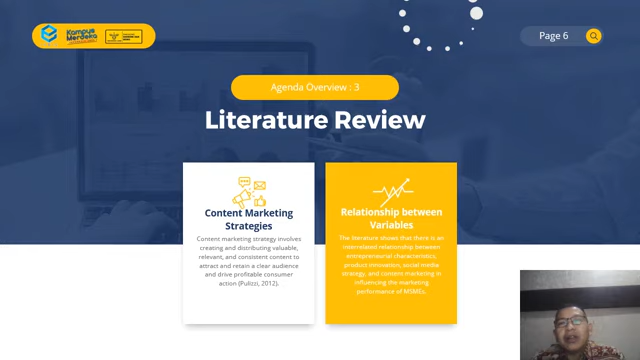 Kampus
Merdeka
Page 6
Agenda Overview : 3
Literature Review
Content Marketing
Strategies
Content marketing strategy involves
creating and distributing valuable,
relevant, and consistent content to
attract and retain a clear audience
and drive profitable consumer
action (Pulizzi, 2012).
Relationship between
Variables
The literature shows that there is an
interrelated relationship between
entrepreneurial characteristics,
product innovation, social media
strategy, and content marketing in
influencing the marketing
performance of MSMEs.